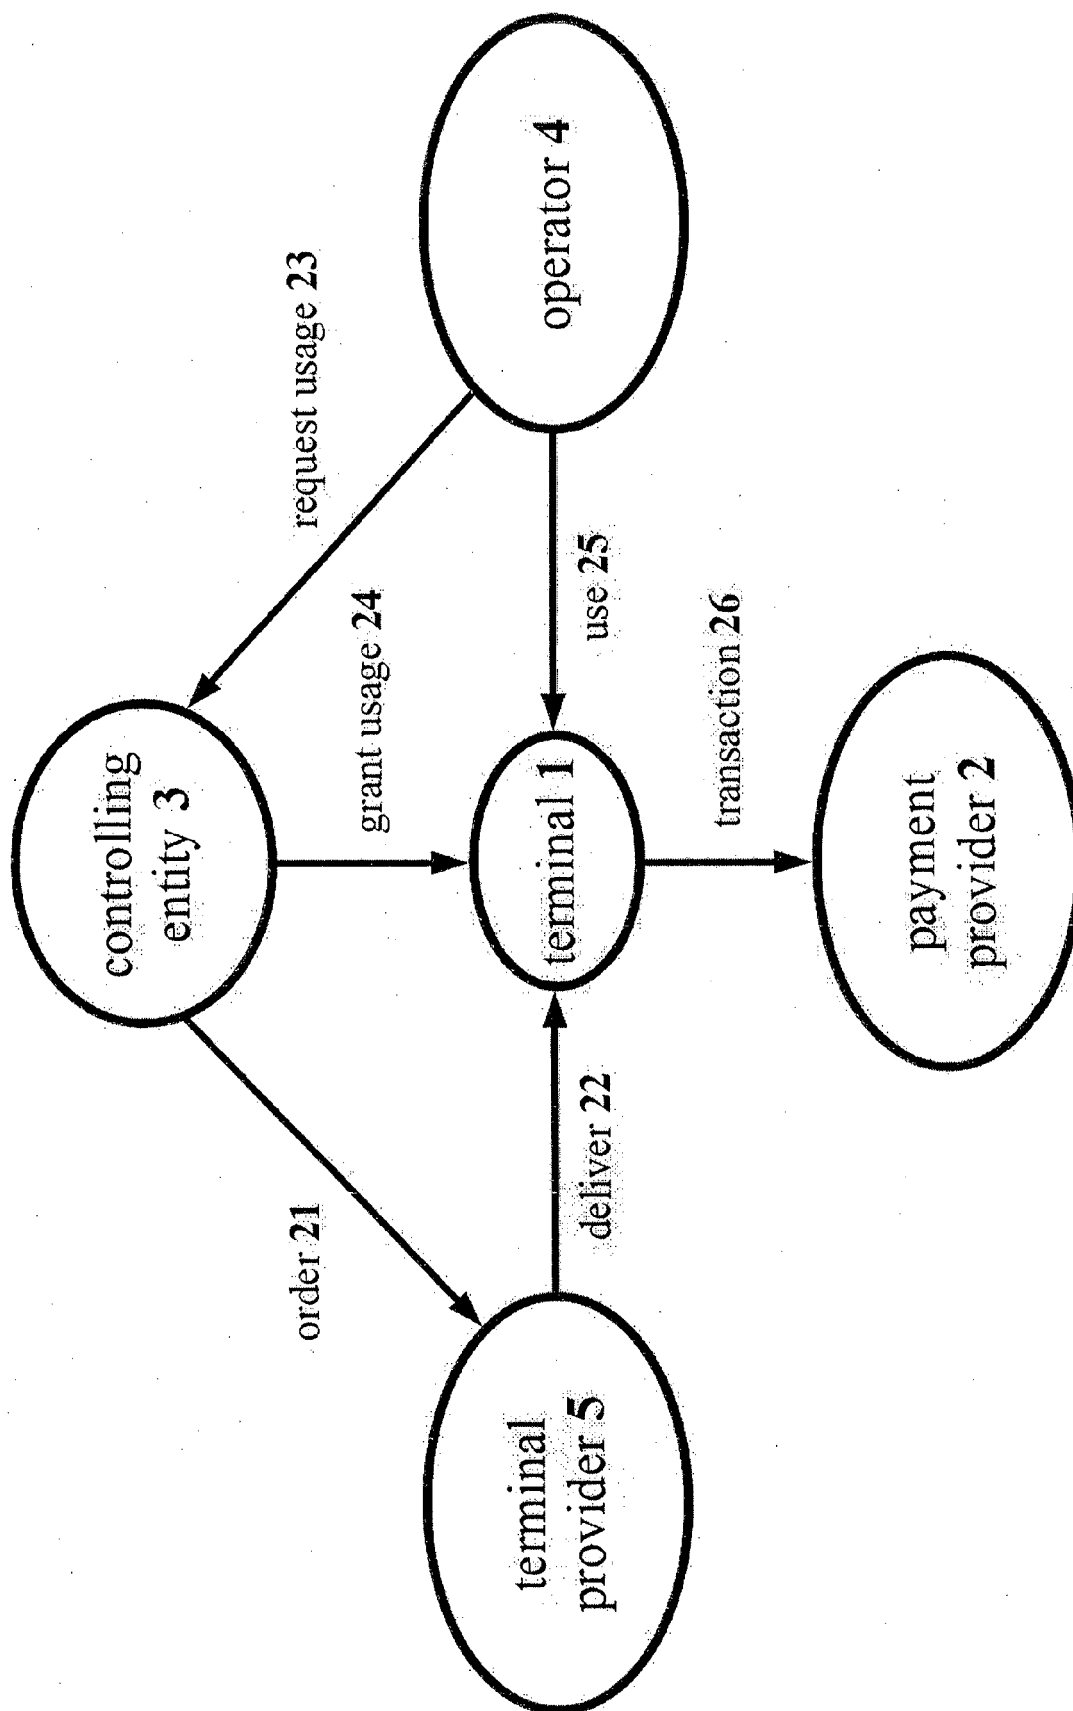 controlling
entity 3
order 21
grant usage 24
request usage 23
terminal
provider 5
deliver 22
terminal 1
use 25
operator 4
transaction 26
payment
provider 2